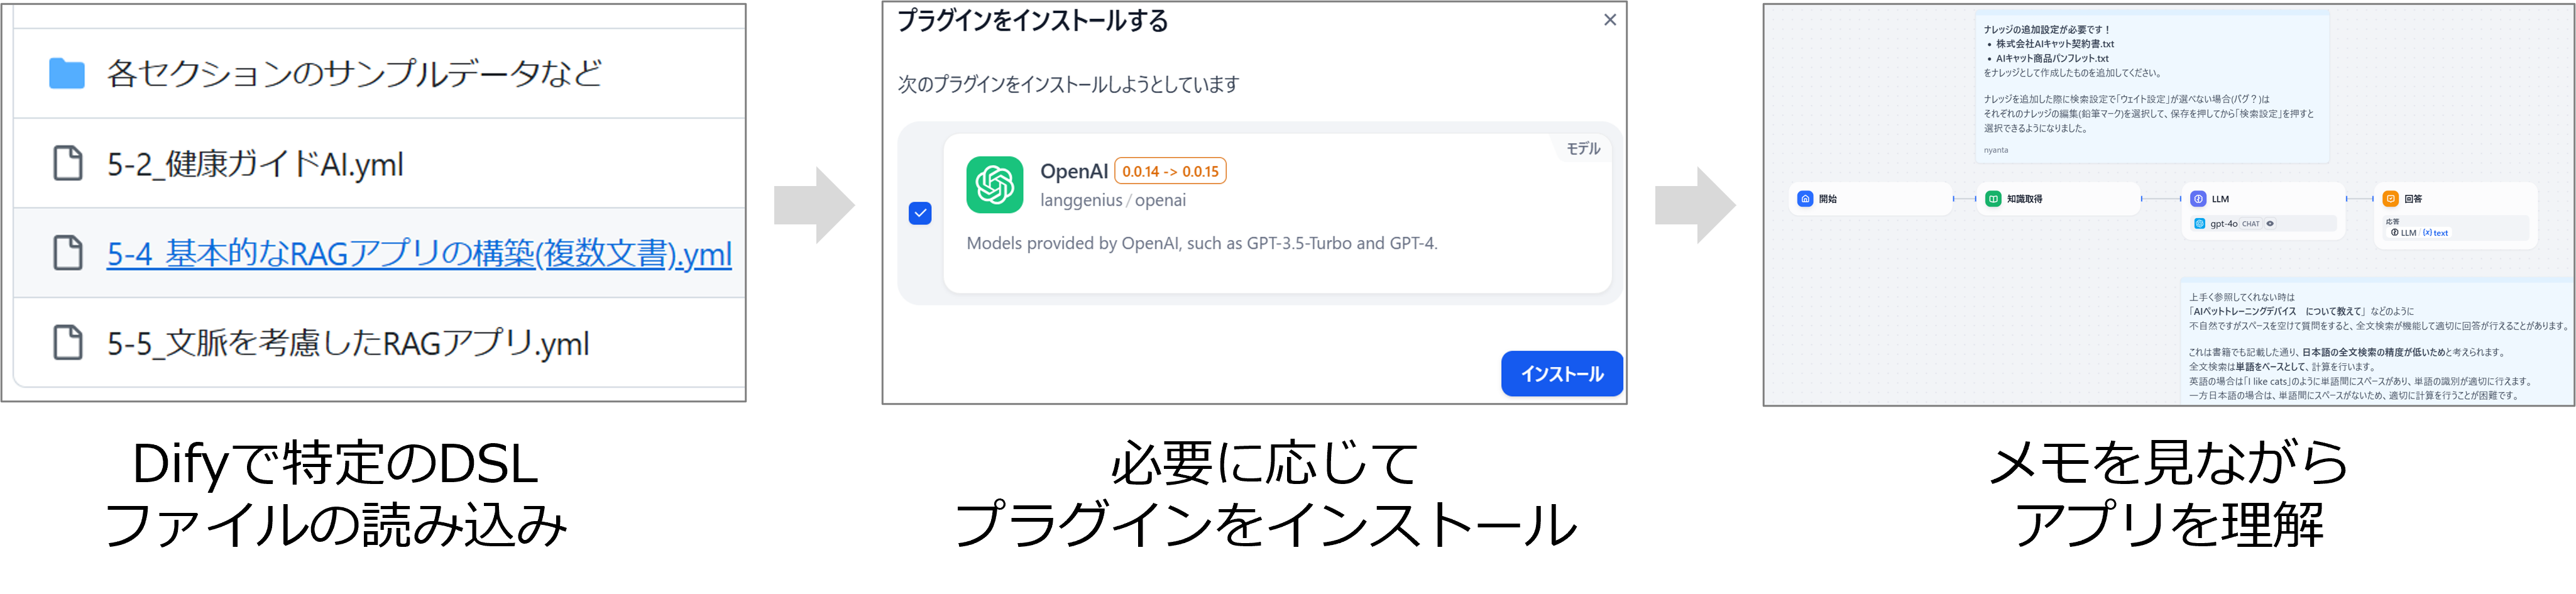 各セクションのサンプルデータなど
5-2_健康ガイドAI.yml
5-4_基本的なRAGアプリの構築(複数文書).yml
5-5_文脈を考慮したRAGアプリ.yml
Difyで特定のDSL
ファイルの読み込み
プラグインをインストールする
×
次のプラグインをインストールしようとしています
モデル
OpenAI 0.0.14 -> 0.0.15
langgenius / openai
Models provided by OpenAI, such as GPT-3.5-Turbo and GPT-4.
インストール
必要に応じて
プラグインをインストール
ナレッジの追加設定が必要です！
• 株式会社AIキャット契約書.txt
• AIキャット商品パンフレット.txt
をナレッジとして作成したものを追加してください。
ナレッジを追加した際に検索設定で「ウェイト設定」が選べない場合(バグ？)は
それぞれのナレッジの編集(鉛筆マーク)を選択して、保存を押してから「検索設定」を押すと
選択できるようになりました。
nyanta
開始
知識取得
LLM
gpt-4o CHAT
回答
応答
LLM / (x) text
上手く参照してくれない時は
「AIペットトレーニングデバイス　について教えて」などのように
不自然ですがスペースを空けて質問をすると、全文検索が機能して適切に回答が行えることがあります。
これは書籍でも記載した通り、日本語の全文検索の精度が低いためと考えられます。
全文検索は単語をベースとして、計算を行います。
英語の場合は「I like cats」のように単語間にスペースがあり、単語の識別が適切に行えます。
一方日本語の場合は、単語間にスペースがないため、適切に計算を行うことが困難です。
メモを見ながら
アプリを理解